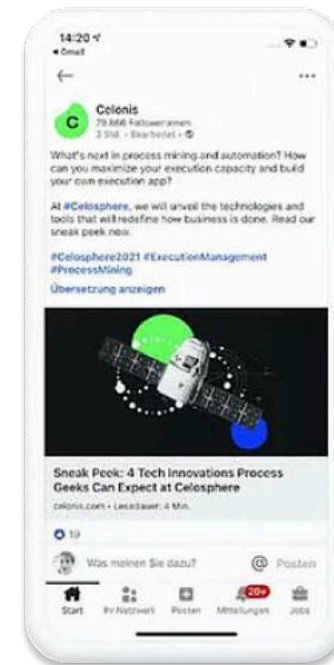 14:20
Gmail
Celonis
79.666 Follower:innen
3 Std. • Bearbeitet •
What's next in process mining and automation? How
can you maximize your execution capacity and build
your own execution app?
At #Celosphere, we will unveil the technologies and
tools that will redefine how business is done. Read our
sneak peek now.
#Celosphere2021 #ExecutionManagement
#ProcessMining
Übersetzung anzeigen
Sneak Peek: 4 Tech Innovations Process
Geeks Can Expect at Celosphere
celonis.com • Lesedauer: 4 Min.
19
Was meinen Sie dazu? @ Posten
20+
Start Ihr Netzwerk Posten Mitteilungen Jobs